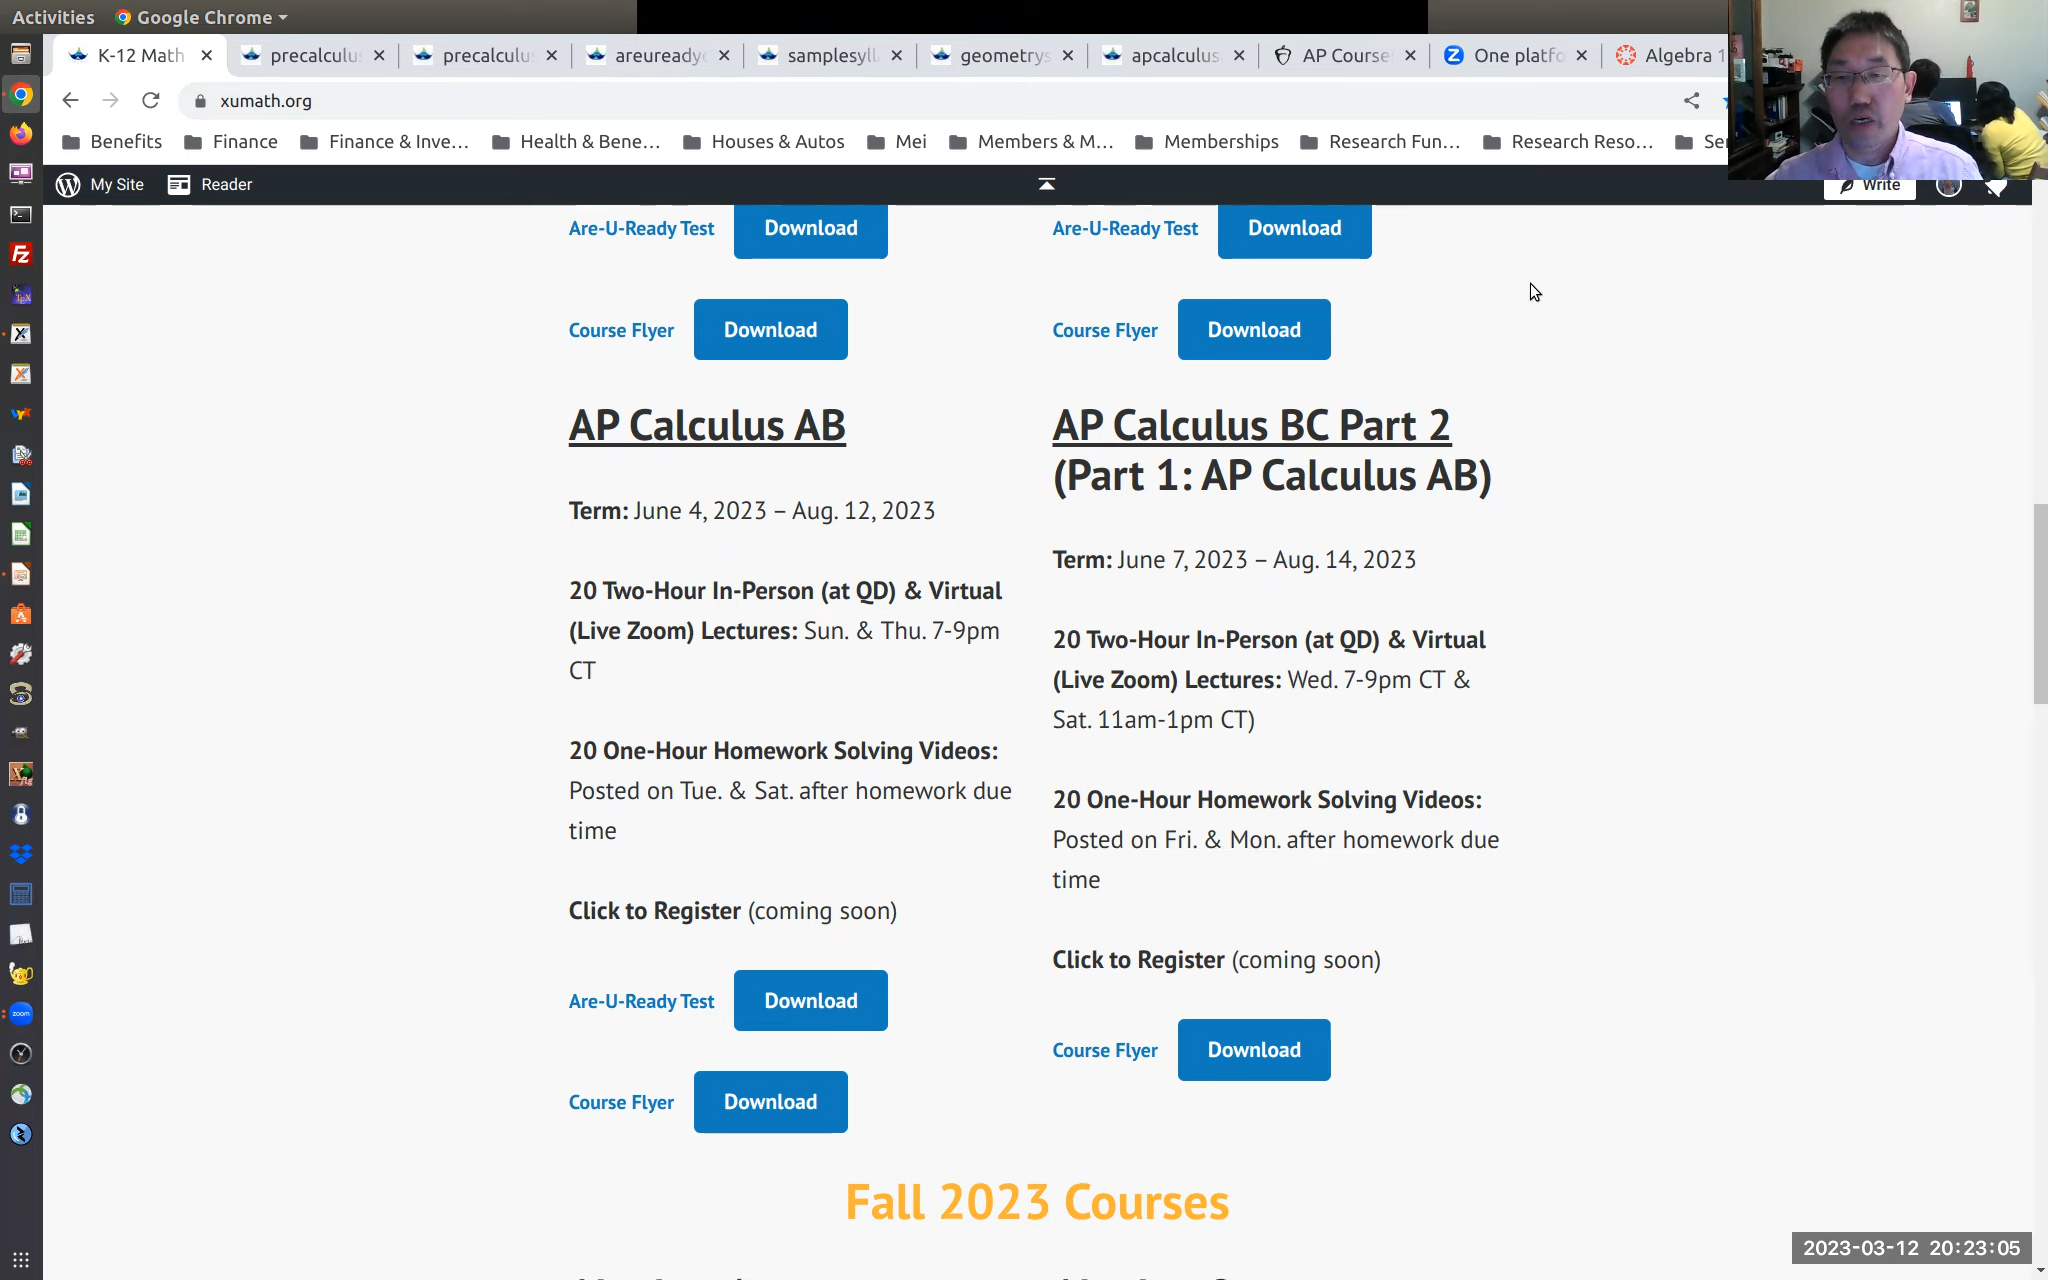 Activities
Google Chrome
K-12 Math
precalculu
precalculu
areuready
samplesyll
geometrys
apcalculus
AP Course
One platfo
Algebra 1
xumath.org
Benefits
Finance
Finance & Inve...
Health & Bene...
Houses & Autos
Mei
Members & M...
Memberships
Research Fun...
Research Reso...
My Site
Reader
Write
Are-U-Ready Test Download
Are-U-Ready Test Download
Course Flyer Download
Course Flyer Download
AP Calculus AB
Term: June 4, 2023 – Aug. 12, 2023
20 Two-Hour In-Person (at QD) & Virtual
(Live Zoom) Lectures: Sun. & Thu. 7-9pm
CT
20 One-Hour Homework Solving Videos:
Posted on Tue. & Sat. after homework due
time
Click to Register (coming soon)
Are-U-Ready Test Download
Course Flyer Download
AP Calculus BC Part 2
(Part 1: AP Calculus AB)
Term: June 7, 2023 – Aug. 14, 2023
20 Two-Hour In-Person (at QD) & Virtual
(Live Zoom) Lectures: Wed. 7-9pm CT &
Sat. 11am-1pm CT)
20 One-Hour Homework Solving Videos:
Posted on Fri. & Mon. after homework due
time
Click to Register (coming soon)
Course Flyer Download
Fall 2023 Courses
2023-03-12 20:23:05